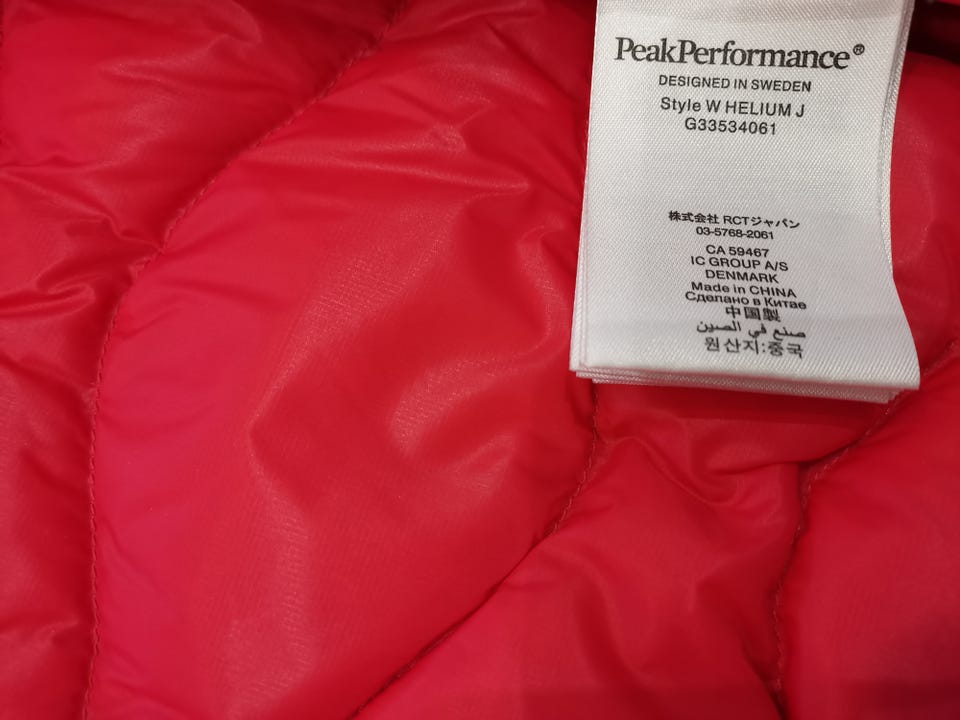 PeakPerformance®
DESIGNED IN SWEDEN
Style W HELIUM J
G33534061
株式会社 RCTジャパン
03-5768-2061
CA 59467
IC GROUP A/S
DENMARK
Made in CHINA
Сделано в Китае
中国製
صنع في الصين
원산지:중국